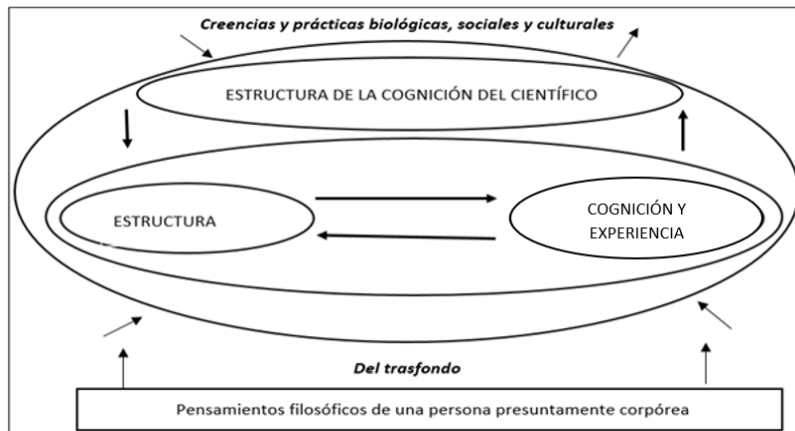 Creencias y prácticas biológicas, sociales y culturales
ESTRUCTURA DE LA COGNICIÓN DEL CIENTÍFICO
ESTRUCTURA
COGNICIÓN Y
EXPERIENCIA
Del trasfondo
Pensamientos filosóficos de una persona presuntamente corpórea